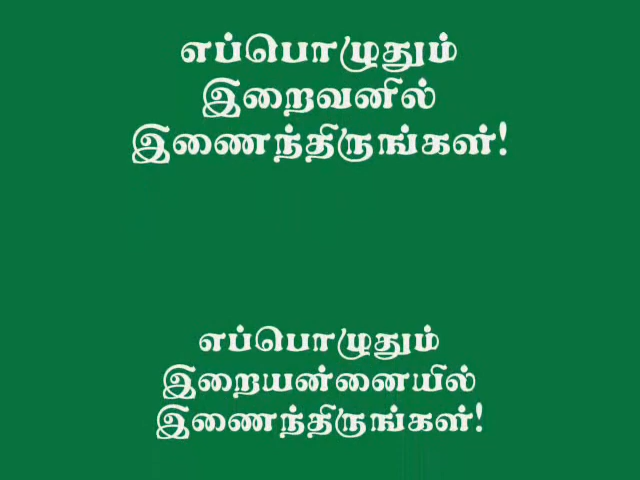 எப்பொழுதும்
இறைவனில்
இணைந்திருங்கள்!
எப்பொழுதும்
இறையன்னையில்
இணைந்திருங்கள்!